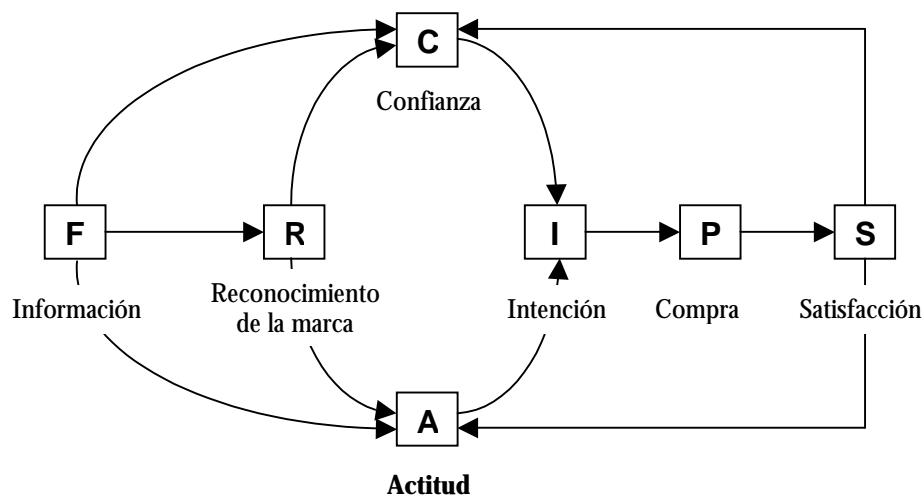 C
Confianza
F
R
I
P
S
Información
Reconocimiento
de la marca
Intención
Compra
Satisfacción
A
Actitud